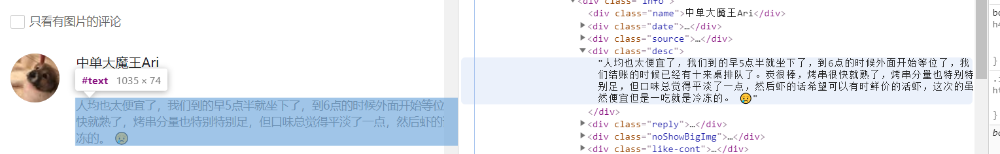 只看有图片的评论
中单大魔王Ari
#text 1035 × 74
人均也太便宜了，我们到的早5点半就坐下了，到6点的时候外面开始等位
快就熟了，烤串分量也特别特别足，但口味总觉得平淡了一点，然后虾的
冻的。 😥
<div class="info">
<div class="name">中单大魔王Ari</div>
<div class="date">…</div>
<div class="source">…</div>
<div class="desc">
"人均也太便宜了，我们到的早5点半就坐下了，到6点的时候外面开始等位了，我
们结账的时候已经有十来桌排队了。炭很棒，烤串很快就熟了，烤串分量也特别特
别足，但口味总觉得平淡了一点，然后虾的话希望可以有时鲜价的活虾，这次的虽
然便宜但是一吃就是冷冻的。 😥"
</div>
<div class="reply">…</div>
<div class="noShowBigImg">…</div>
<div class="like-cont">…</div>
}
}